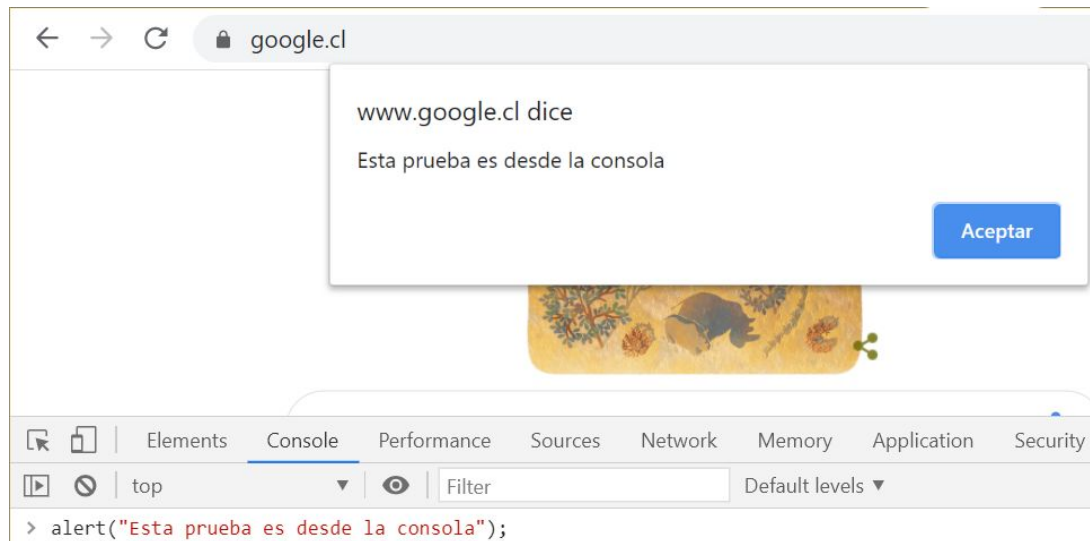 google.cl
www.google.cl dice
Esta prueba es desde la consola
Aceptar
Elements Console Performance Sources Network Memory Application Security
top Filter Default levels
> alert("Esta prueba es desde la consola");